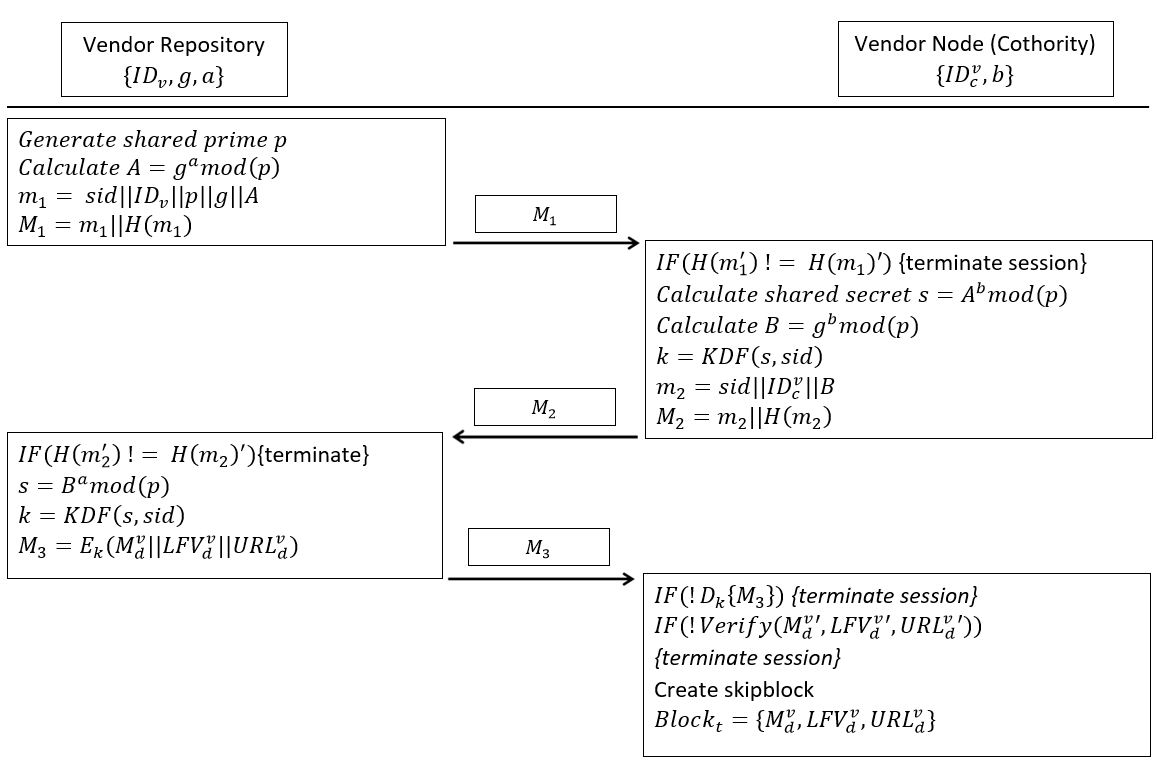 Vendor Repository
{ID_v, g, a}
Vendor Node (Cothority)
{ID_c^v, b}
Generate shared prime p
Calculate A = g^a mod(p)
m_1 = sid||ID_v||p||g||A
M_1 = m_1||H(m_1)
M_1
IF(H(m_1′) != H(m_1)′) {terminate session}
Calculate shared secret s = A^b mod(p)
Calculate B = g^b mod(p)
k = KDF(s, sid)
m_2 = sid||ID_c^v||B
M_2 = m_2||H(m_2)
M_2
IF(H(m_2′) != H(m_2)′){terminate}
s = B^a mod(p)
k = KDF(s, sid)
M_3 = E_k(M_d^v||LFV_d^v||URL_d^v)
M_3
IF(! D_k{M_3}) {terminate session}
IF(! Verify(M_d^v′, LFV_d^v′, URL_d^v′))
{terminate session}
Create skipblock
Block_t = {M_d^v, LFV_d^v, URL_d^v}